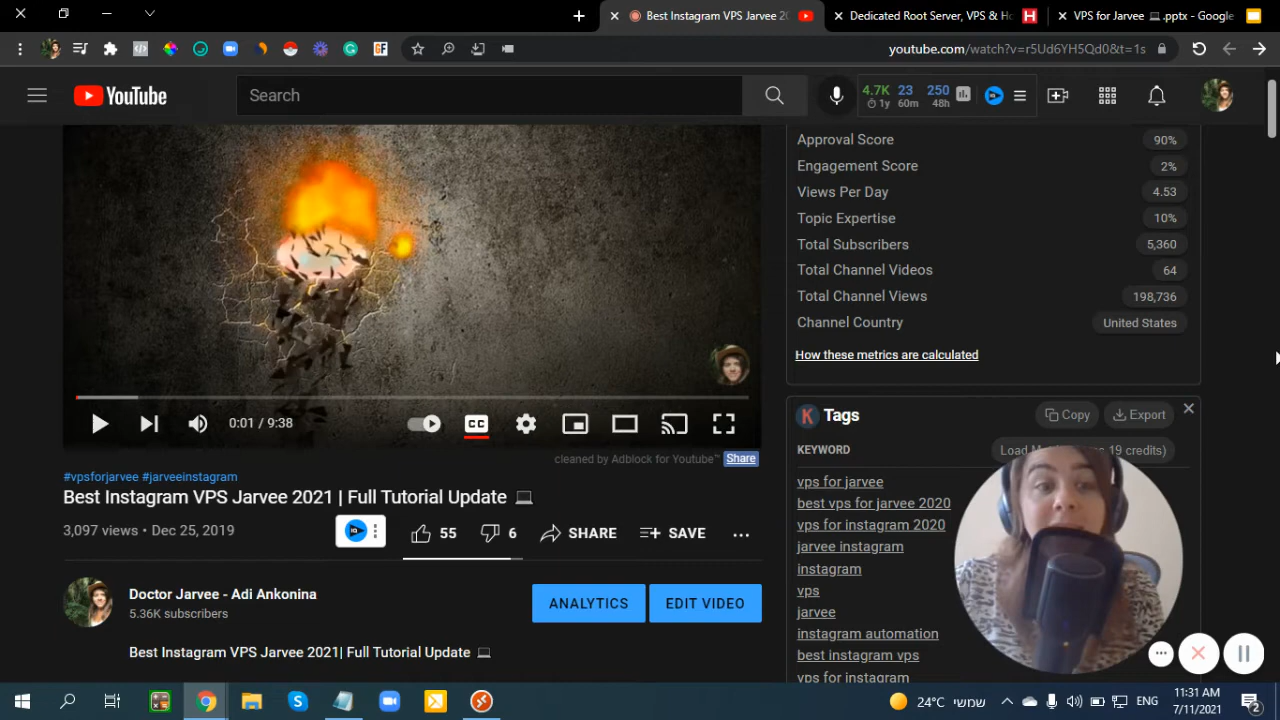 Best Instagram VPS Jarvee 20
Dedicated Root Server, VPS & Ho
VPS for Jarvee 💻.pptx - Google
youtube.com/watch?v=r5Ud6YH5Qd0&t=1s
YouTube
Search
4.7K 23 250
1y 60m 48h
Approval Score 90%
Engagement Score 2%
Views Per Day 4.53
Topic Expertise 10%
Total Subscribers 5,360
Total Channel Videos 64
Total Channel Views 198,736
Channel Country United States
How these metrics are calculated
0:01 / 9:38
CC
cleaned by Adblock for Youtube™ Share
Tags
Copy
Export
KEYWORD
vps for jarvee
best vps for jarvee 2020
vps for instagram 2020
jarvee instagram
instagram
vps
jarvee
instagram automation
best instagram vps
vps for instagram
#vpsforjarvee #jarveeinstagram
Best Instagram VPS Jarvee 2021 | Full Tutorial Update 💻
3,097 views • Dec 25, 2019
55
6
SHARE
SAVE
Doctor Jarvee - Adi Ankonina
5.36K subscribers
ANALYTICS
EDIT VIDEO
Best Instagram VPS Jarvee 2021| Full Tutorial Update 💻
24°C שמשי
ENG
11:31 AM
7/11/2021
2